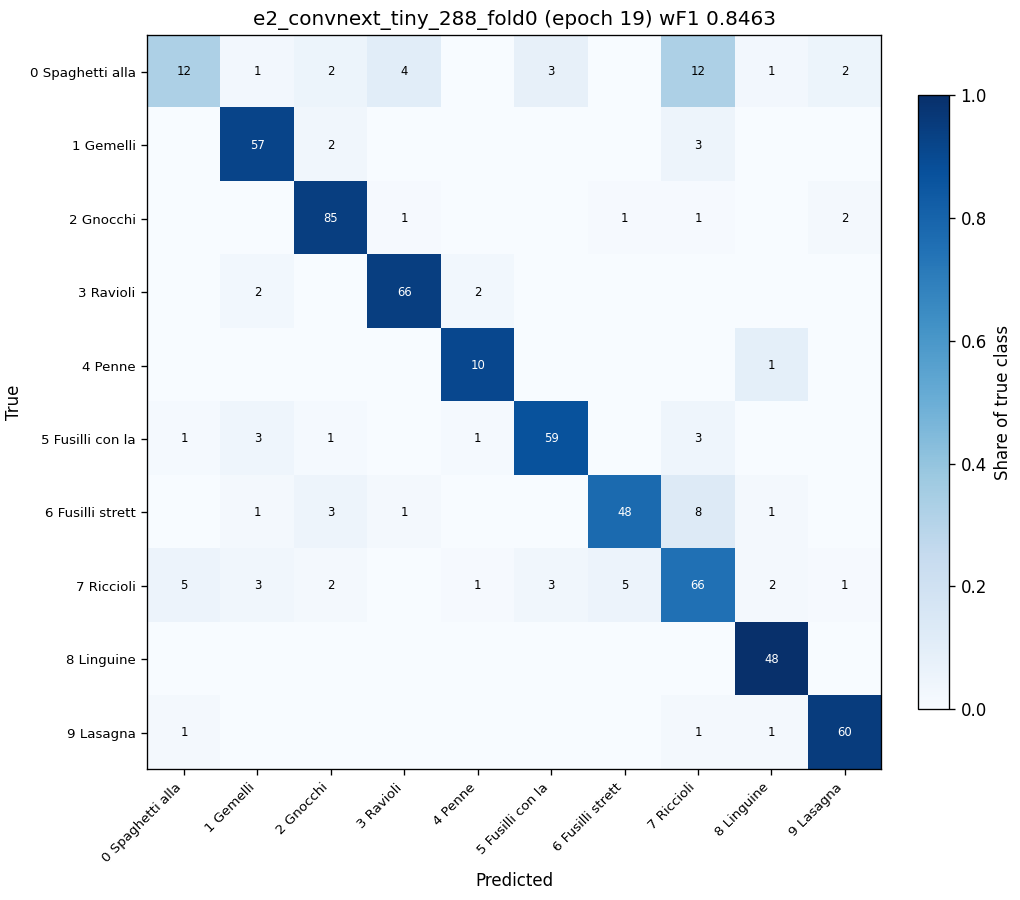 e2_convnext_tiny_288_fold0 (epoch 19) wF1 0.8463
0 Spaghetti alla 12 1 2 4 3 12 1 2
1 Gemelli 57 2 3
2 Gnocchi 85 1 1 1 2
3 Ravioli 2 66 2
4 Penne 10 1
5 Fusilli con la 1 3 1 1 59 3
6 Fusilli strett 1 3 1 48 8 1
7 Riccioli 5 3 2 1 3 5 66 2 1
8 Linguine 48
9 Lasagna 1 1 1 60
True
0 Spaghetti alla
1 Gemelli
2 Gnocchi
3 Ravioli
4 Penne
5 Fusilli con la
6 Fusilli strett
7 Riccioli
8 Linguine
9 Lasagna
Predicted
1.0
0.8
0.6
0.4
0.2
0.0
Share of true class